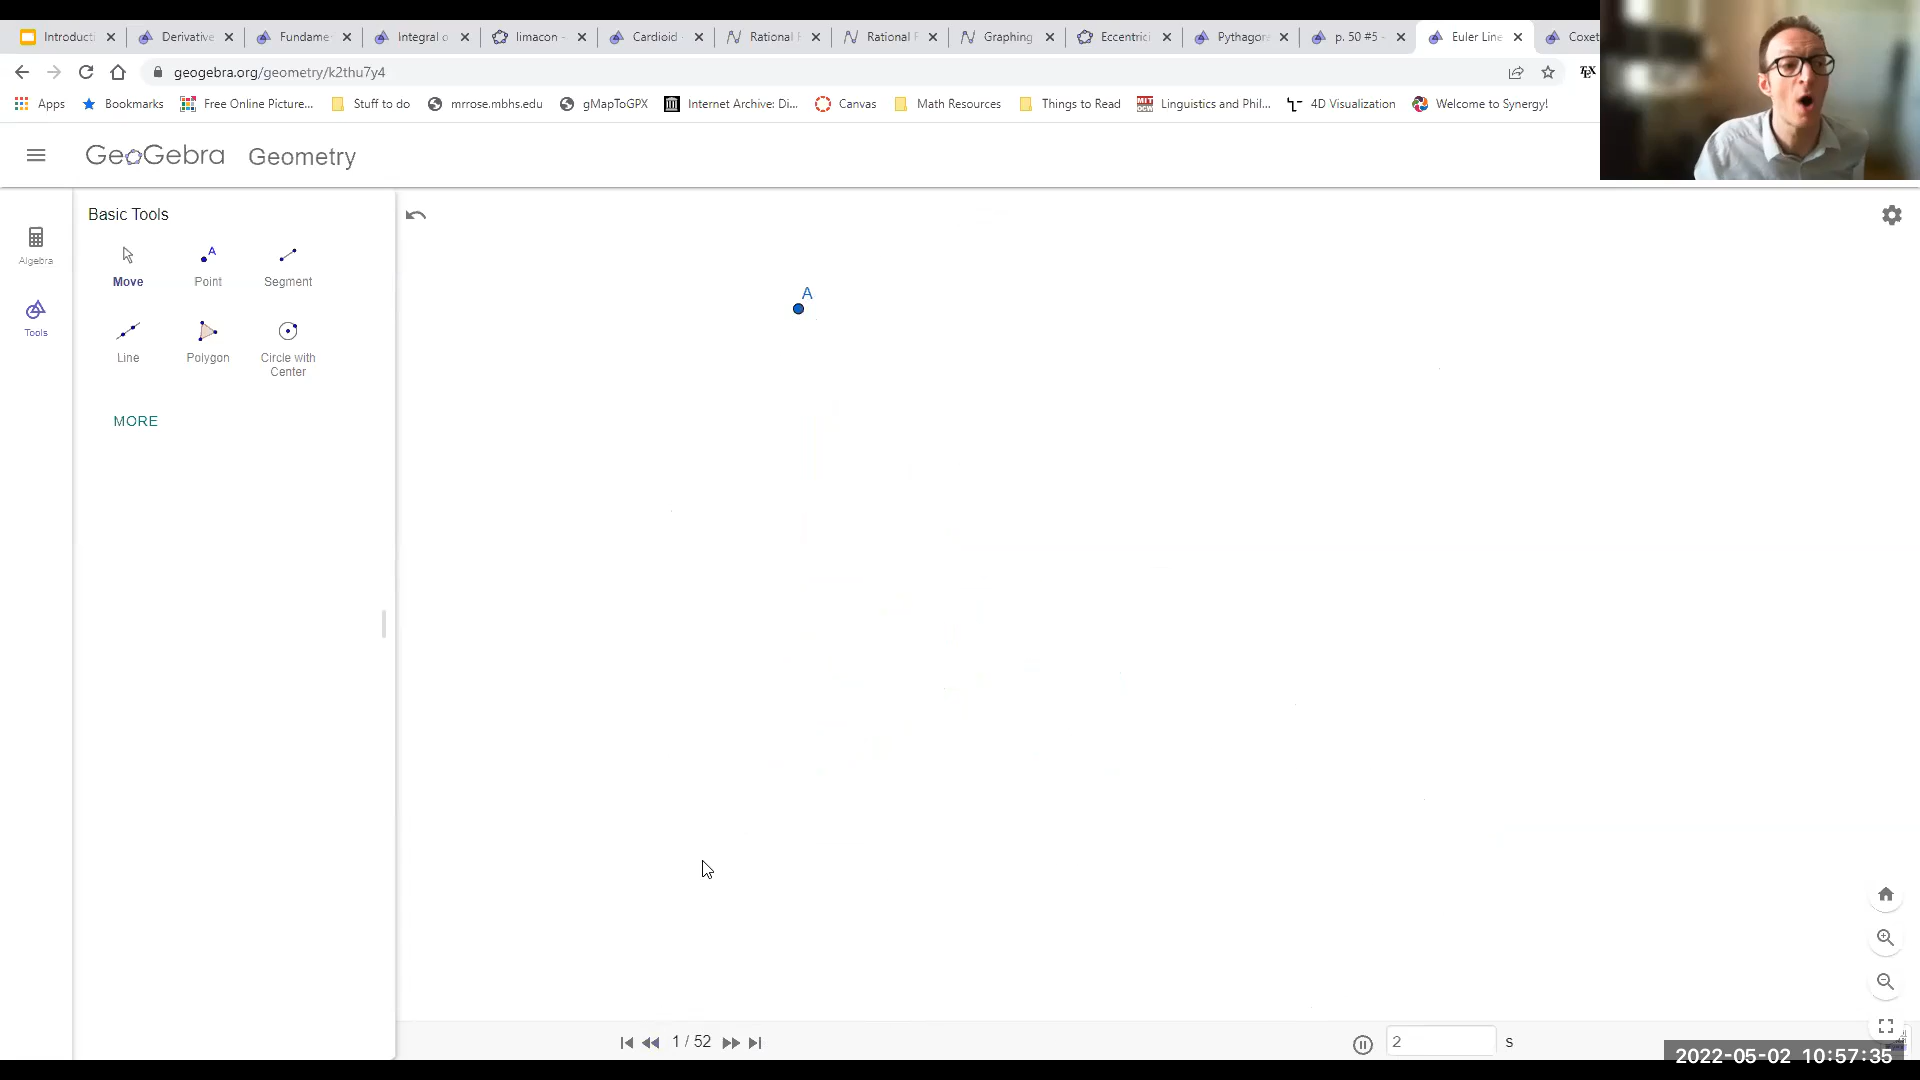 Introducti Derivative Fundame Integral o limacon - Cardioid Rational F Rational F Graphing Eccentrici Pythagor p. 50 #5 - Euler Line Coxet
geogebra.org/geometry/k2thu7y4
Apps Bookmarks Free Online Picture... Stuff to do mrrose.mbhs.edu gMapToGPX Internet Archive: Di... Canvas Math Resources Things to Read Linguistics and Phil... 4D Visualization Welcome to Synergy!
GeoGebra Geometry
Basic Tools
Algebra
Tools
Move Point Segment
Line Polygon Circle with
Center
MORE
A
1 / 52
2 s
2022-05-02 10:57:35